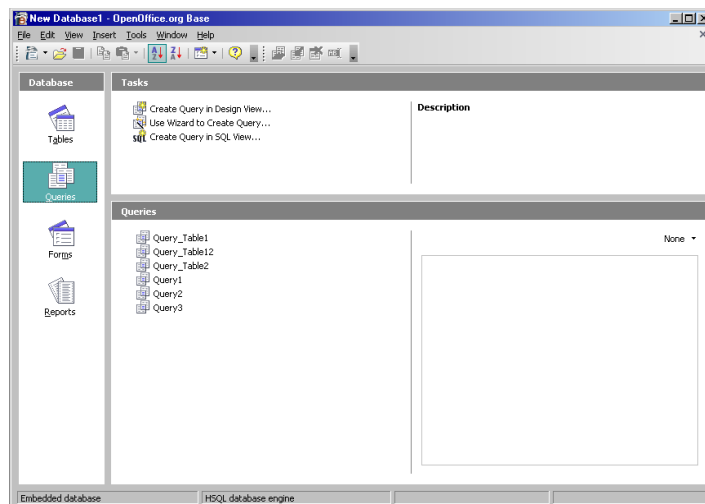 New Database1 - OpenOffice.org Base
File Edit View Insert Tools Window Help
Database
Tables
Queries
Forms
Reports
Tasks
Create Query in Design View...
Use Wizard to Create Query...
SQL Create Query in SQL View...
Description
Queries
Query_Table1
Query_Table12
Query_Table2
Query1
Query2
Query3
None
Embedded database HSQL database engine